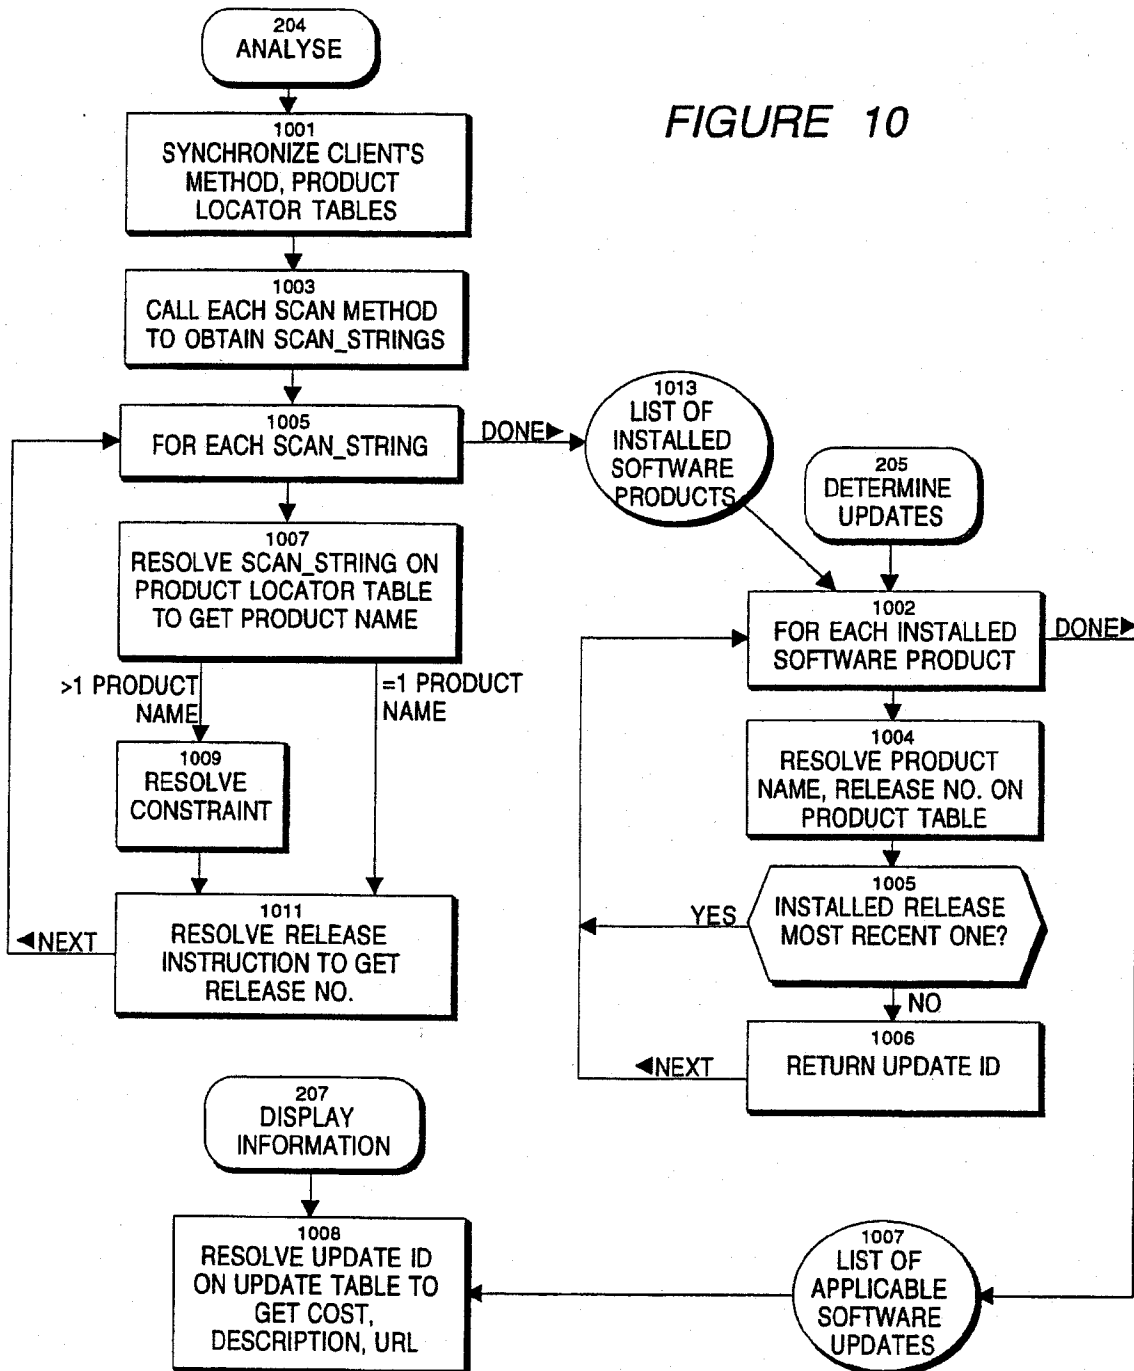 FIGURE 10
204
ANALYSE
1001
SYNCHRONIZE CLIENT'S
METHOD, PRODUCT
LOCATOR TABLES
1003
CALL EACH SCAN METHOD
TO OBTAIN SCAN_STRINGS
1005
FOR EACH SCAN_STRING
DONE
1007
RESOLVE SCAN_STRING ON
PRODUCT LOCATOR TABLE
TO GET PRODUCT NAME
>1 PRODUCT
NAME
=1 PRODUCT
NAME
1009
RESOLVE
CONSTRAINT
1011
RESOLVE RELEASE
INSTRUCTION TO GET
RELEASE NO.
NEXT
1013
LIST OF
INSTALLED
SOFTWARE
PRODUCTS
205
DETERMINE
UPDATES
1002
FOR EACH INSTALLED
SOFTWARE PRODUCT
DONE
1004
RESOLVE PRODUCT
NAME, RELEASE NO. ON
PRODUCT TABLE
1005
INSTALLED RELEASE
MOST RECENT ONE?
YES
NO
1006
RETURN UPDATE ID
NEXT
207
DISPLAY
INFORMATION
1008
RESOLVE UPDATE ID
ON UPDATE TABLE TO
GET COST,
DESCRIPTION, URL
1007
LIST OF
APPLICABLE
SOFTWARE
UPDATES